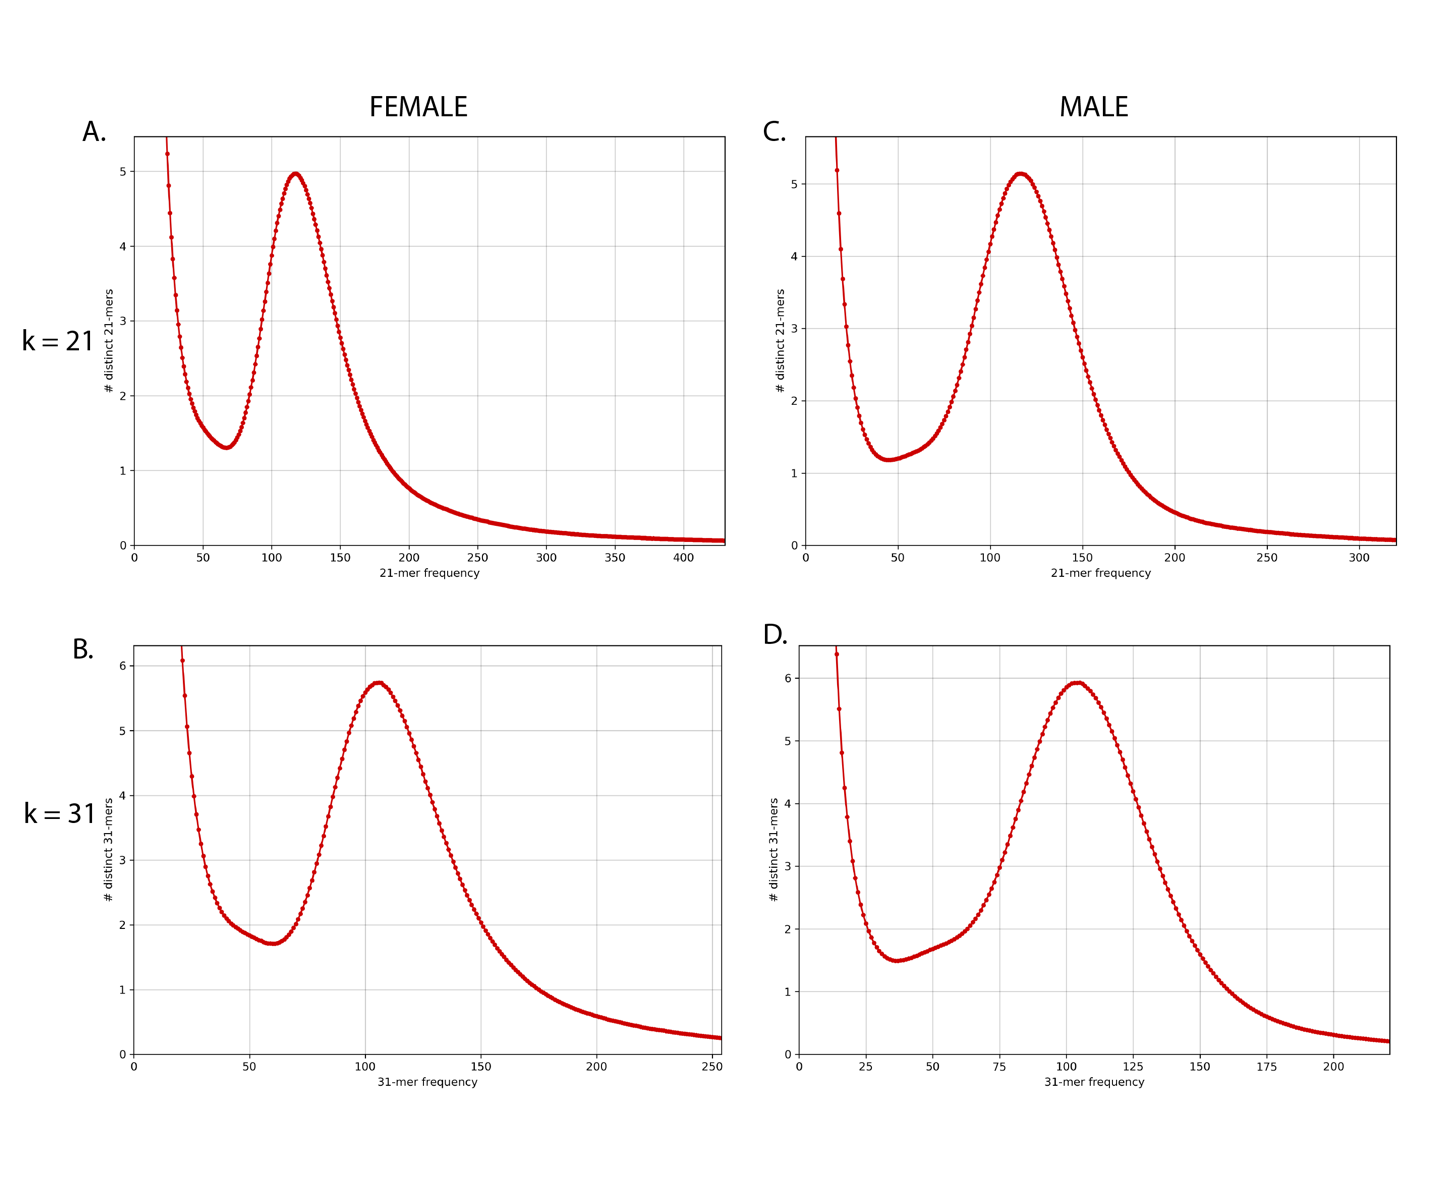 FEMALE
MALE
A.
C.
k = 21
# distinct 21-mers
5
4
3
2
1
0
0 50 100 150 200 250 300 350 400
21-mer frequency
# distinct 21-mers
5
4
3
2
1
0
0 50 100 150 200 250 300
21-mer frequency
B.
D.
k = 31
# distinct 31-mers
6
5
4
3
2
1
0
0 50 100 150 200 250
31-mer frequency
# distinct 31-mers
6
5
4
3
2
1
0
0 25 50 75 100 125 150 175 200
31-mer frequency